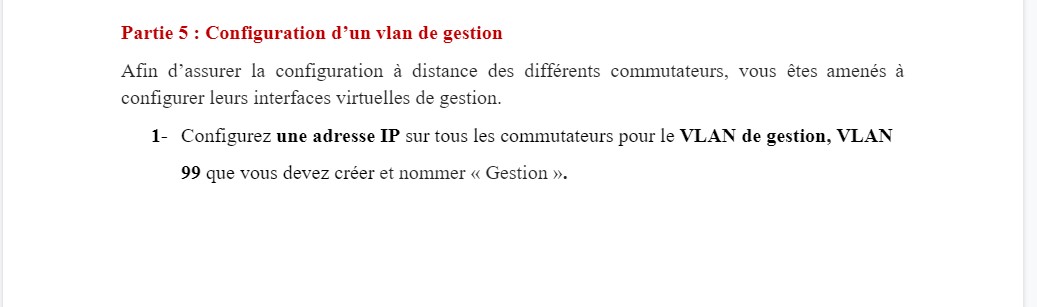 Partie 5 : Configuration d’un vlan de gestion
Afin d’assurer la configuration à distance des différents commutateurs, vous êtes amenés à
configurer leurs interfaces virtuelles de gestion.
1- Configurez une adresse IP sur tous les commutateurs pour le VLAN de gestion, VLAN
99 que vous devez créer et nommer « Gestion ».